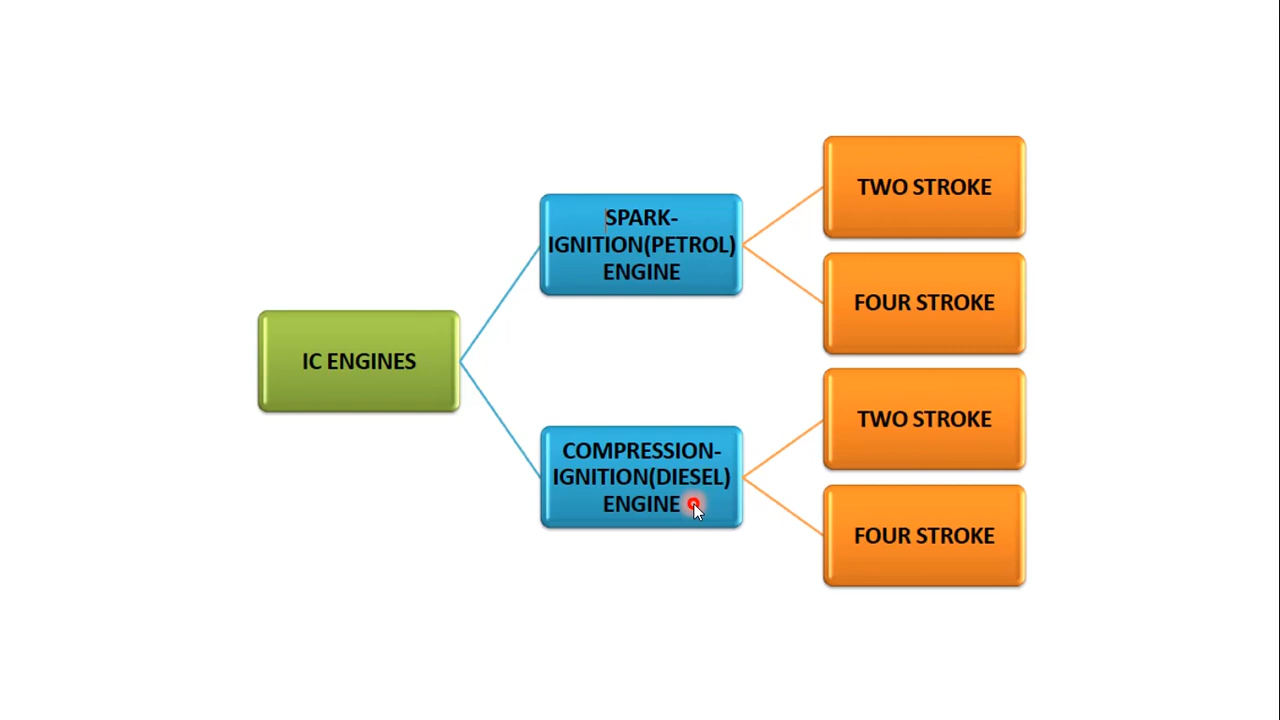 IC ENGINES
SPARK-
IGNITION(PETROL)
ENGINE
TWO STROKE
FOUR STROKE
COMPRESSION-
IGNITION(DIESEL)
ENGINE
TWO STROKE
FOUR STROKE